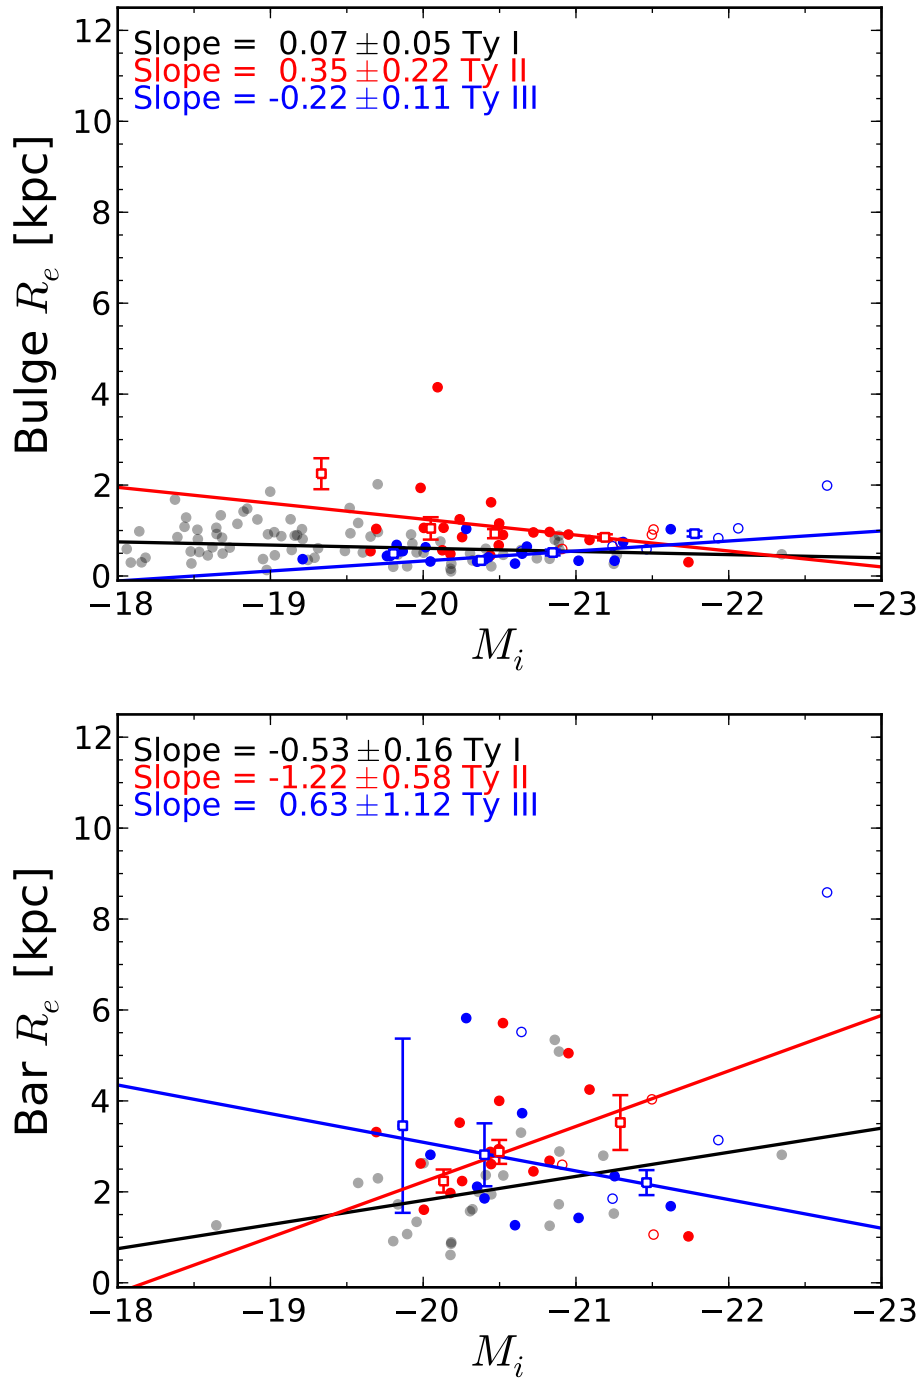 Slope = 0.07 ± 0.05 Ty I
Slope = 0.35 ± 0.22 Ty II
Slope = -0.22 ± 0.11 Ty III
12
10
8
6
4
2
0
Bulge R_e [kpc]
−18 −19 −20 −21 −22 −23
M_i
Slope = -0.53 ± 0.16 Ty I
Slope = -1.22 ± 0.58 Ty II
Slope = 0.63 ± 1.12 Ty III
12
10
8
6
4
2
0
Bar R_e [kpc]
−18 −19 −20 −21 −22 −23
M_i